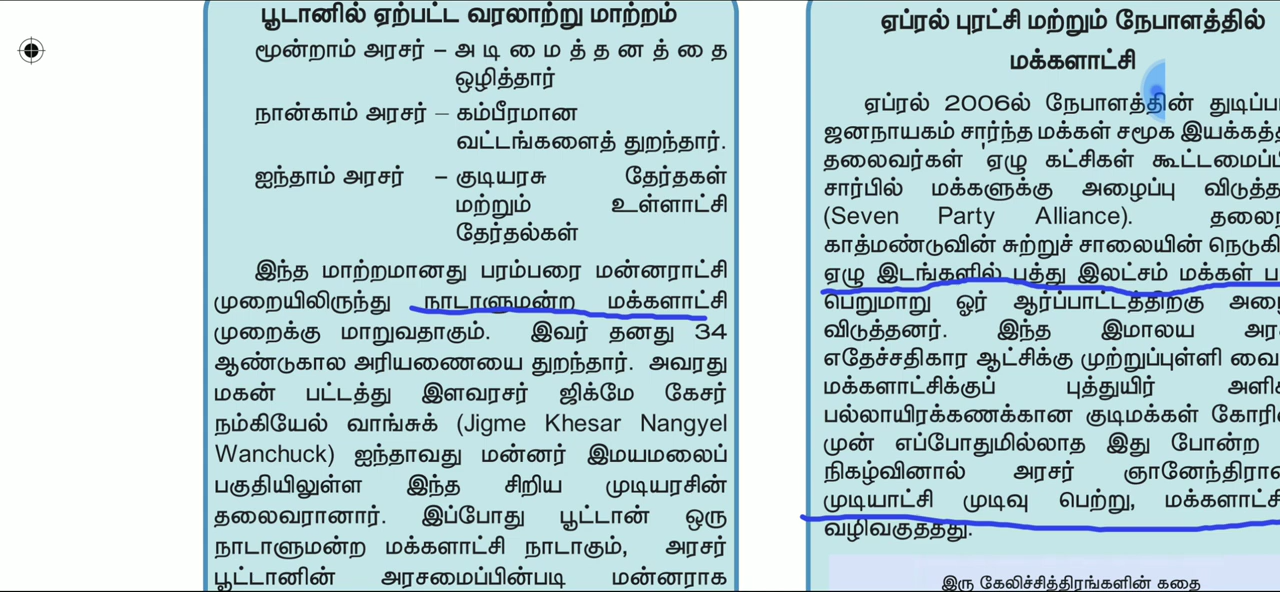 பூடானில் ஏற்பட்ட வரலாற்று மாற்றம்
மூன்றாம் அரசர் – அடிமைத்தனத்தை
ஒழித்தார்
நான்காம் அரசர் – கம்பீரமான
வட்டங்களைத் துறந்தார்.
ஐந்தாம் அரசர் – குடியரசு தேர்தகள்
மற்றும் உள்ளாட்சி
தேர்தல்கள்
இந்த மாற்றமானது பரம்பரை மன்னராட்சி
முறையிலிருந்து நாடாளுமன்ற மக்களாட்சி
முறைக்கு மாறுவதாகும். இவர் தனது 34
ஆண்டுகால அரியணையை துறந்தார். அவரது
மகன் பட்டத்து இளவரசர் ஜிக்மே கேசர்
நம்கியேல் வாங்சுக் (Jigme Khesar Nangyel
Wanchuck) ஐந்தாவது மன்னர் இமயமலைப்
பகுதியிலுள்ள இந்த சிறிய முடியரசின்
தலைவரானார். இப்போது பூட்டான் ஒரு
நாடாளுமன்ற மக்களாட்சி நாடாகும், அரசர்
பூட்டானின் அரசமைப்பின்படி மன்னராக
ஏப்ரல் புரட்சி மற்றும் நேபாளத்தில்
மக்களாட்சி
ஏப்ரல் 2006ல் நேபாளத்தின்
ஜனநாயகம் சார்ந்த மக்கள் சமூக
தலைவர்கள் 'ஏழு கட்சிகள்
சார்பில் மக்களுக்கு அழைப்பு
(Seven Party Alliance).
காத்மண்டுவின் சுற்றுச் சாலையின்
ஏழு இடங்களில் பத்து இலட்சம் மக்கள்
பெறுமாறு ஓர் ஆர்ப்பாட்டத்திற்கு
விடுத்தனர். இந்த இமாலய
எதேச்சதிகார ஆட்சிக்கு முற்றுப்புள்ளி
மக்களாட்சிக்குப் புத்துயிர்
பல்லாயிரக்கணக்கான குடிமக்கள்
முன் எப்போதுமில்லாத இது போன்ற
நிகழ்வினால் அரசர்
முடியாட்சி முடிவு பெற்று,
வழிவகுத்தது.
இரு கேலிச்சித்திரங்களின் கதை